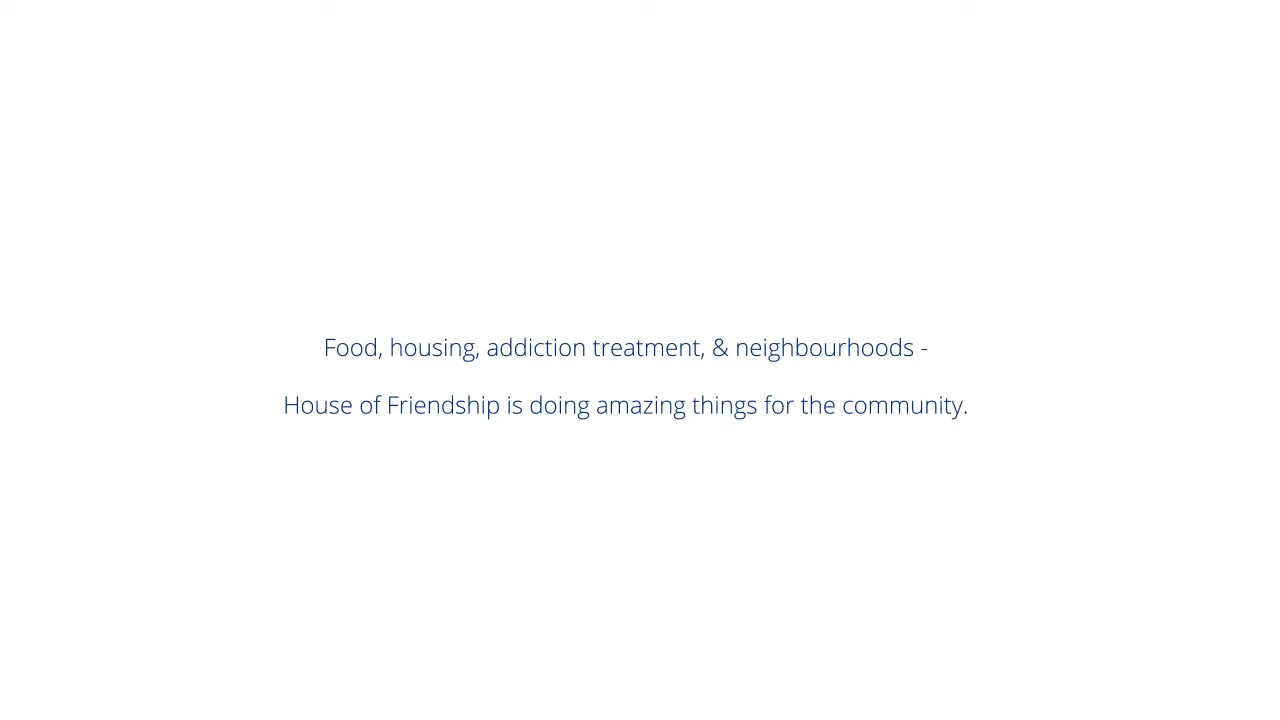 Food, housing, addiction treatment, & neighbourhoods -
House of Friendship is doing amazing things for the community.